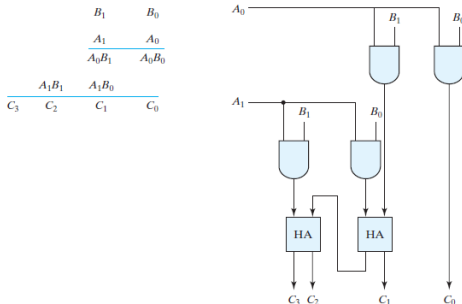 B₁ B₀
A₁ A₀
A₀B₁ A₀B₀
A₁B₁ A₁B₀
C₃ C₂ C₁ C₀
A₀
B₁ B₀
A₁
B₁ B₀
HA HA
C₃ C₂ C₁ C₀